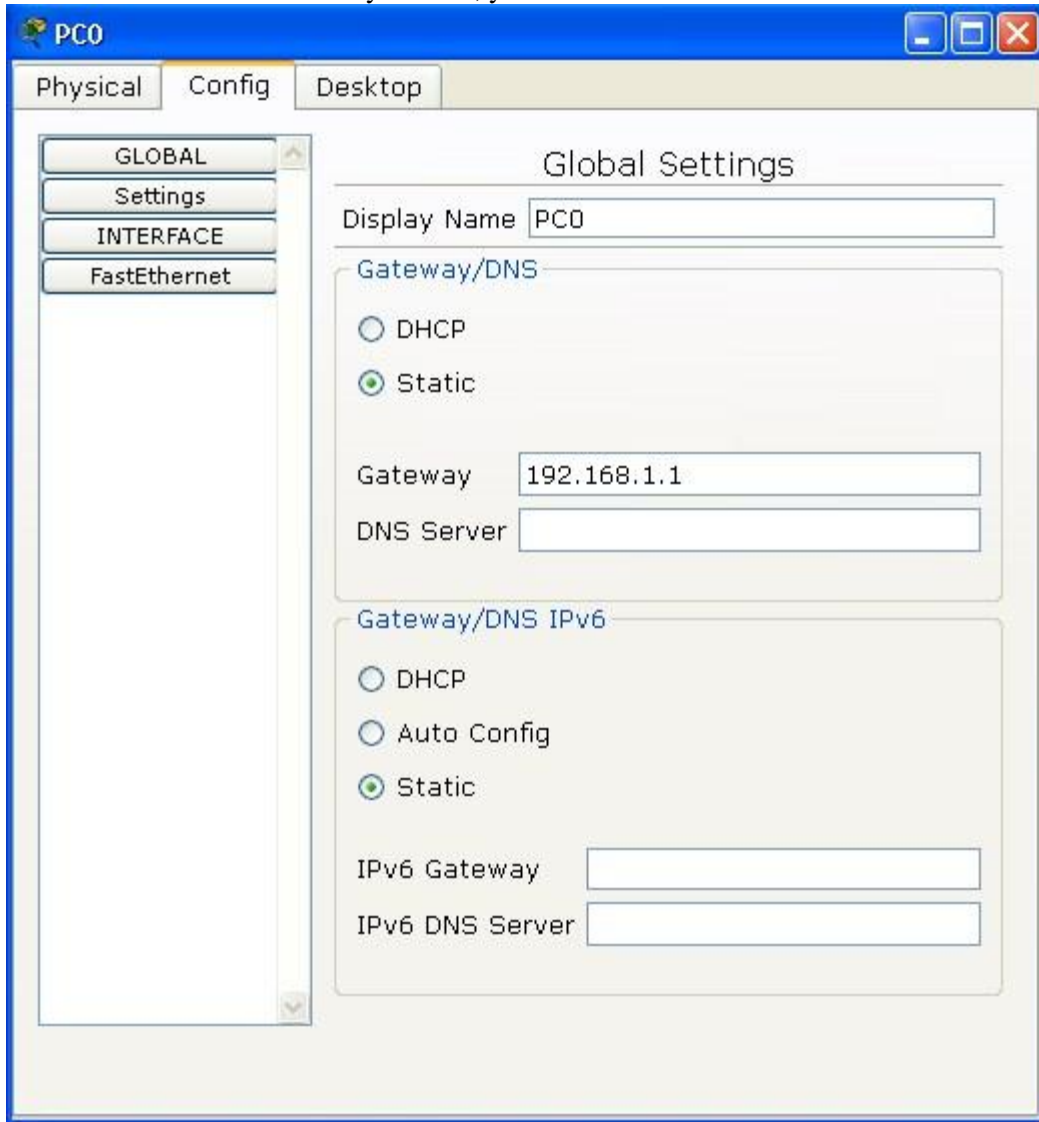 PC0
Physical Config Desktop
GLOBAL
Settings
INTERFACE
FastEthernet
Global Settings
Display Name PC0
Gateway/DNS
DHCP
Static
Gateway 192.168.1.1
DNS Server
Gateway/DNS IPv6
DHCP
Auto Config
Static
IPv6 Gateway
IPv6 DNS Server